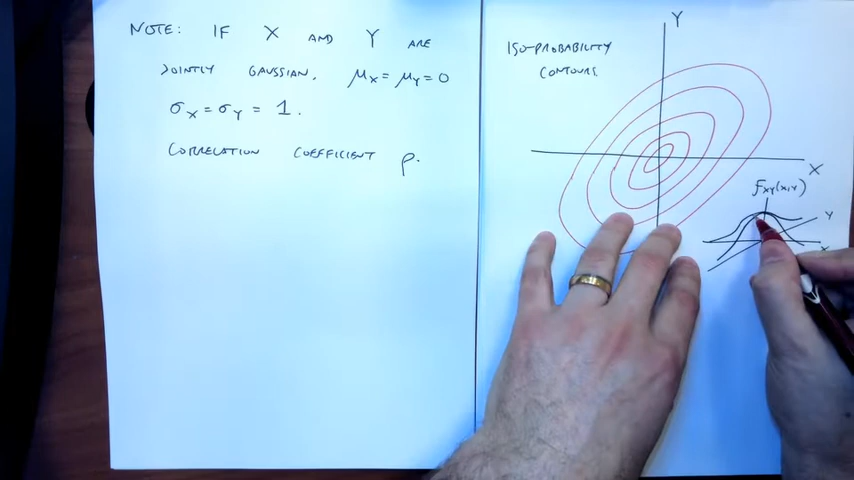 NOTE: IF X AND Y ARE
JOINTLY GAUSSIAN, μX = μY = 0
σX = σY = 1.
CORRELATION COEFFICIENT ρ.
Y
ISO-PROBABILITY
CONTOURS.
X
fXY(x,y)
Y
X